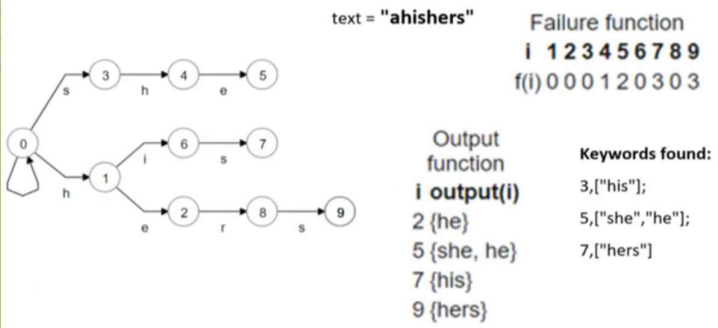 text = "ahishers"
Failure function
i 1 2 3 4 5 6 7 8 9
f(i) 0 0 0 1 2 0 3 0 3
3
4
5
s
h
e
0
6
7
i
s
1
h
2
8
9
e
r
s
Output
function
i output(i)
2 {he}
5 {she, he}
7 {his}
9 {hers}
Keywords found:
3,["his"];
5,["she","he"];
7,["hers"]